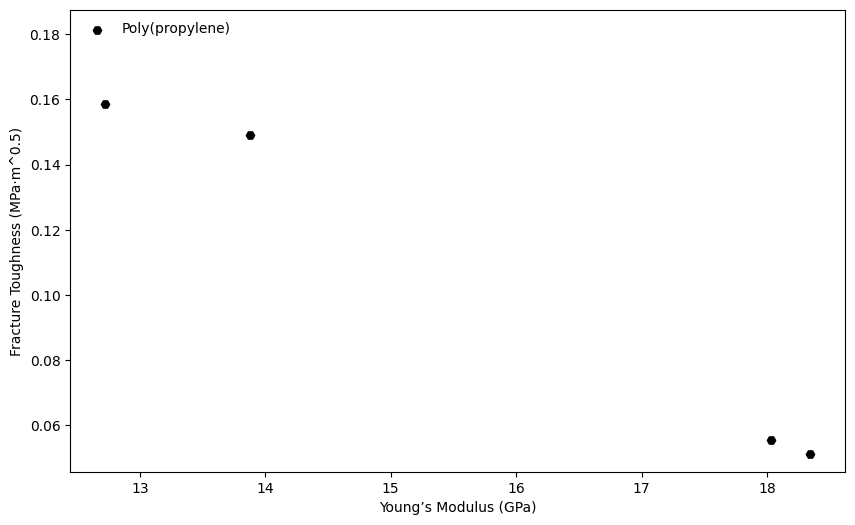 Poly(propylene)
0.18
0.16
0.14
0.12
0.10
0.08
0.06
Fracture Toughness (MPa·m^0.5)
13 14 15 16 17 18
Young’s Modulus (GPa)